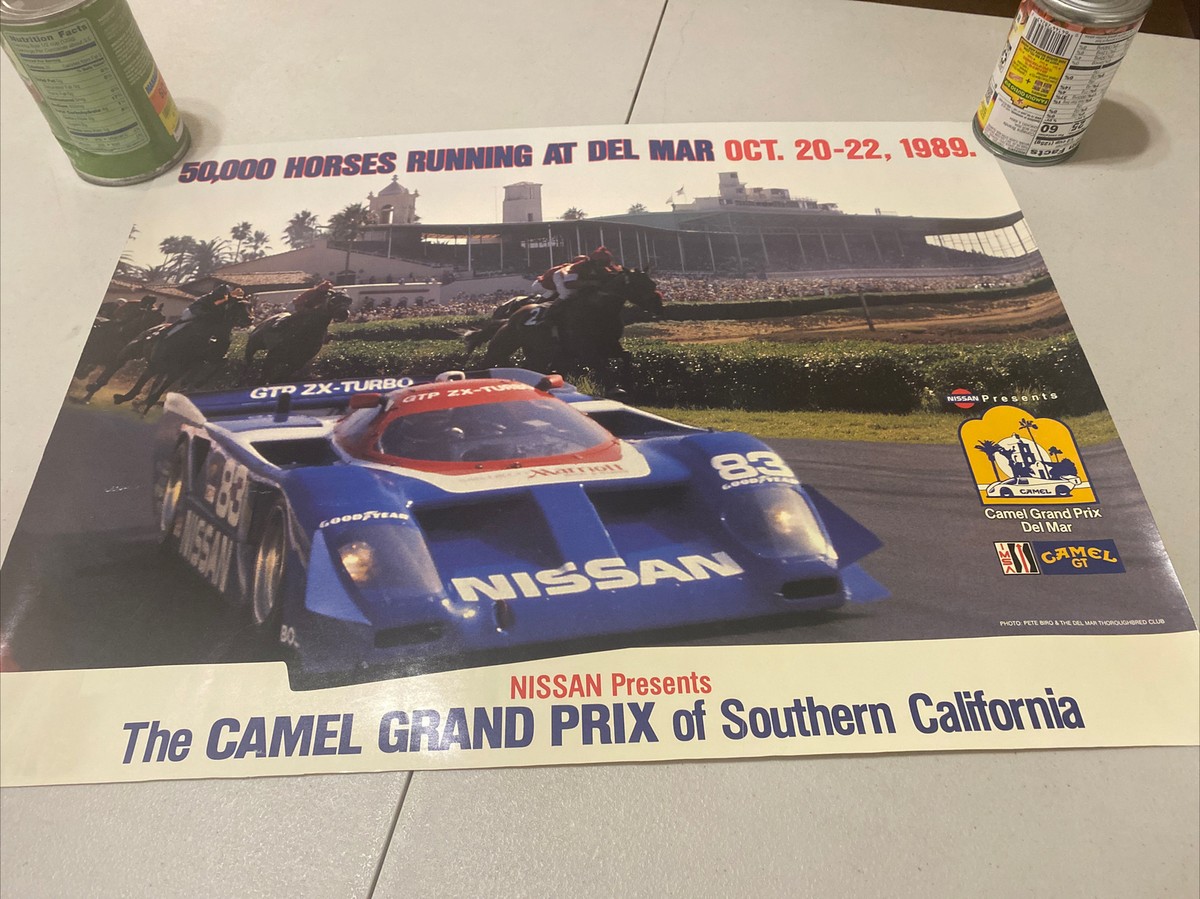 Nutrition Facts
50,000 HORSES RUNNING AT DEL MAR OCT. 20-22, 1989.
2
GTP ZX-TURBO
GTP ZX-TURBO
Marriott
83
GOODYEAR
83
NISSAN
GOODYEAR
NISSAN
NISSAN Presents
CAMEL
Camel Grand Prix
Del Mar
IMSA
CAMEL
GT
PHOTO: PETE BIRO & THE DEL MAR THOROUGHBRED CLUB
NISSAN Presents
The CAMEL GRAND PRIX of Southern California